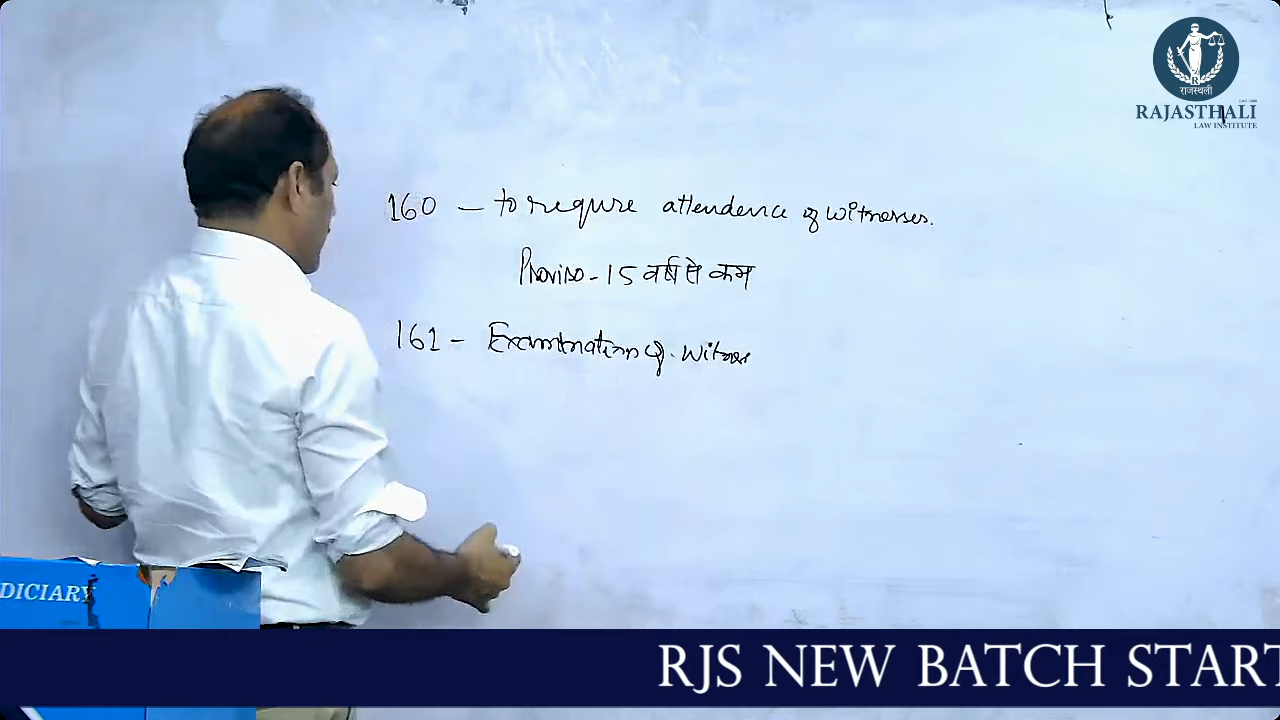 राजस्थली
RAJASTHALI
LAW INSTITUTE
160 — to requre attendence of witnesses.
Proviso - 15 वर्ष से कम
161 - Examination of witness
DICIARY
RJS NEW BATCH START